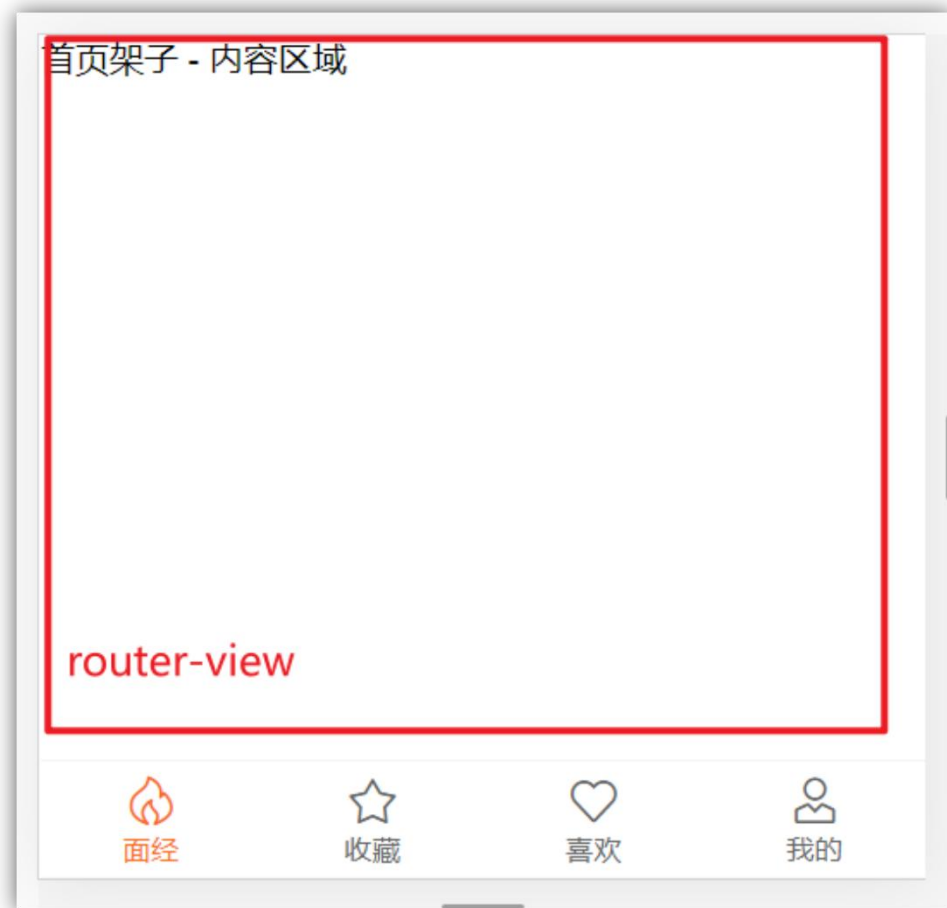 首页架子 - 内容区域
router-view
面经 收藏 喜欢 我的